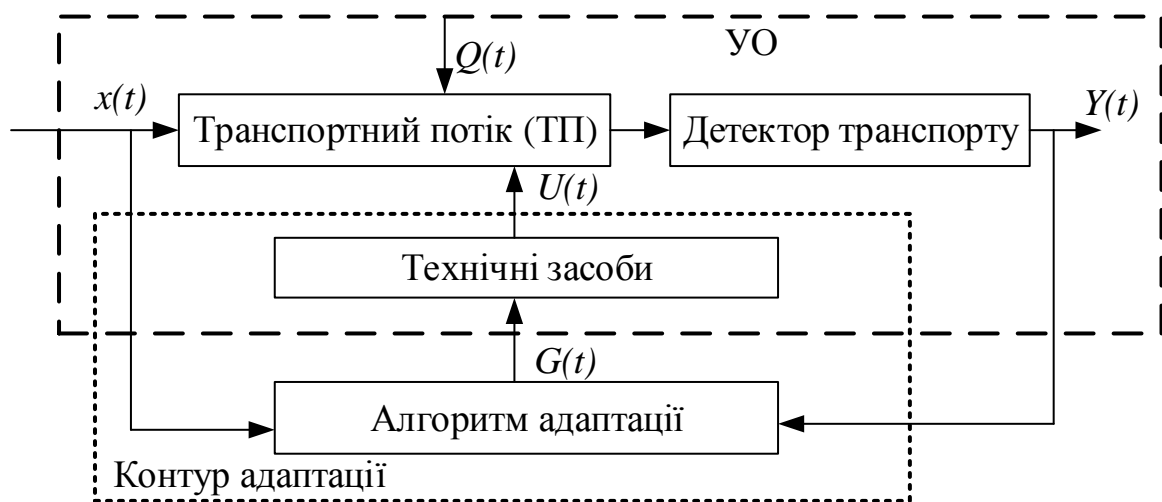 УО
Q(t)
x(t)
Y(t)
Транспортний потік (ТП)
Детектор транспорту
U(t)
Технічні засоби
G(t)
Алгоритм адаптації
Контур адаптації